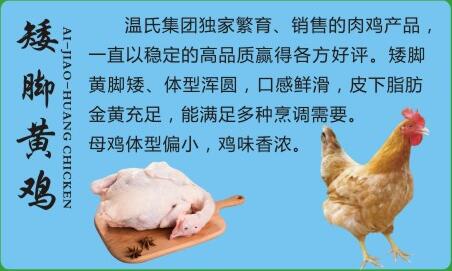 矮脚黄鸡
AI-JIAO-HUANG CHICKEN
温氏集团独家繁育、销售的肉鸡产品，
一直以稳定的高品质赢得各方好评。矮脚
黄脚矮、体型浑圆，口感鲜滑，皮下脂肪
金黄充足，能满足多种烹调需要。
母鸡体型偏小，鸡味香浓。